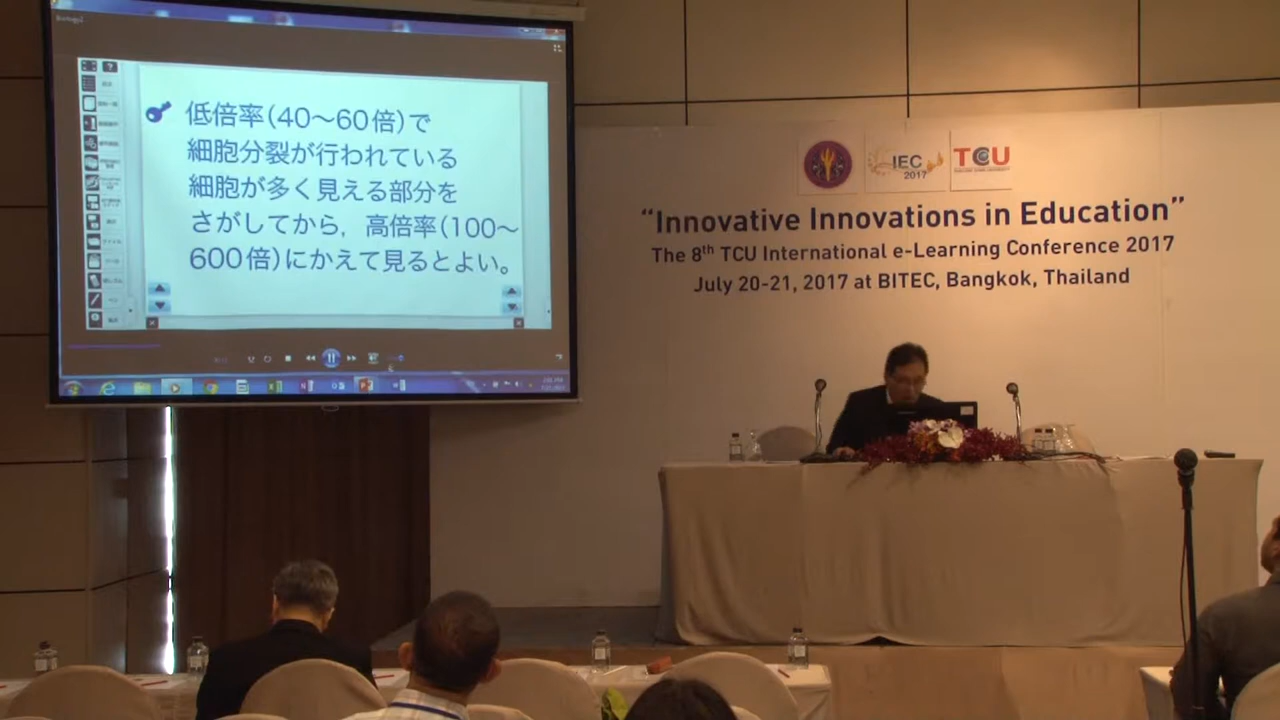 Biology2
低倍率(40～60倍)で
細胞分裂が行われている
細胞が多く見える部分を
さがしてから，高倍率(100～
600倍)にかえて見るとよい。
IEC
2017
TCU
“Innovative Innovations in Education”
The 8th TCU International e-Learning Conference 2017
July 20-21, 2017 at BITEC, Bangkok, Thailand